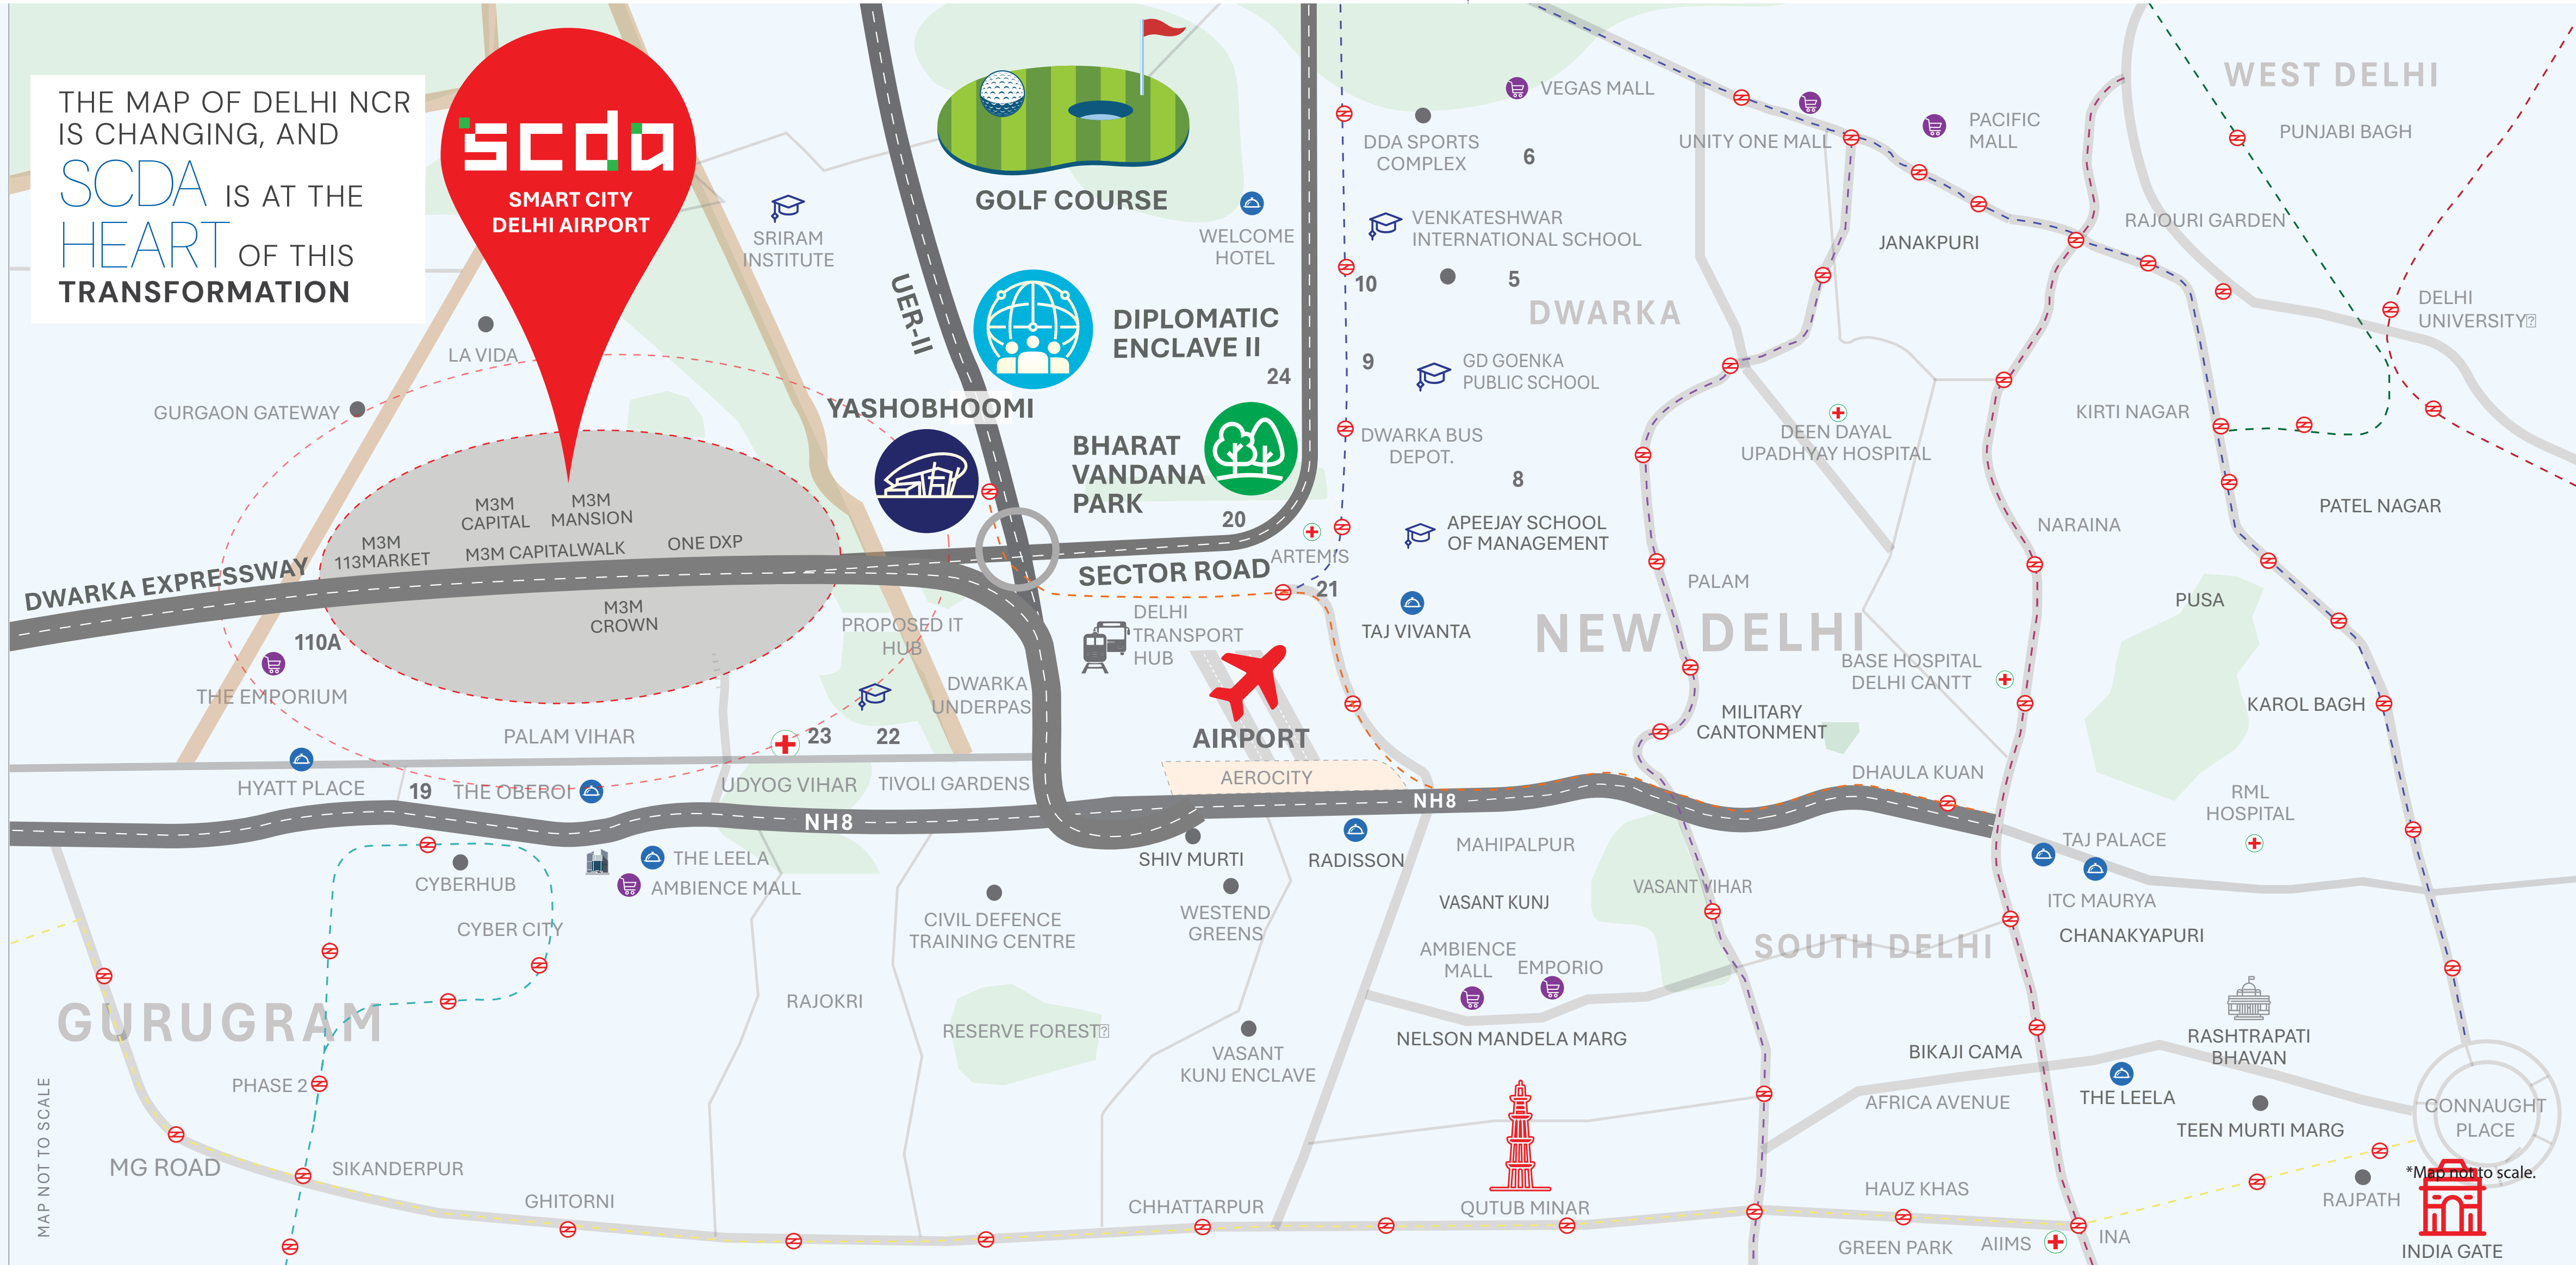 THE MAP OF DELHI NCR
IS CHANGING, AND
SCDA IS AT THE
HEART OF THIS
TRANSFORMATION
scda
SMART CITY
DELHI AIRPORT
LA VIDA
GURGAON GATEWAY
SRIRAM
INSTITUTE
UER-II
GOLF COURSE
WELCOME
HOTEL
DIPLOMATIC
ENCLAVE II
24
YASHOBHOOMI
BHARAT
VANDANA
PARK
20
DDA SPORTS
COMPLEX
VEGAS MALL
6
VENKATESHWAR
INTERNATIONAL SCHOOL
10
5
DWARKA
9
GD GOENKA
PUBLIC SCHOOL
DWARKA BUS
DEPOT.
8
ARTEMIS
APEEJAY SCHOOL
OF MANAGEMENT
21
TAJ VIVANTA
UNITY ONE MALL
PACIFIC
MALL
WEST DELHI
PUNJABI BAGH
JANAKPURI
RAJOURI GARDEN
DELHI
UNIVERSITY
KIRTI NAGAR
DEEN DAYAL
UPADHYAY HOSPITAL
PATEL NAGAR
NARAINA
PALAM
PUSA
NEW DELHI
BASE HOSPITAL
DELHI CANTT
KAROL BAGH
MILITARY
CANTONMENT
DHAULA KUAN
RML
HOSPITAL
DWARKA EXPRESSWAY
M3M
CAPITAL
M3M
MANSION
M3M
113MARKET
M3M CAPITALWALK
ONE DXP
M3M
CROWN
110A
THE EMPORIUM
SECTOR ROAD
PROPOSED IT
HUB
DELHI
TRANSPORT
HUB
DWARKA
UNDERPAS
AIRPORT
AEROCITY
PALAM VIHAR
23
22
HYATT PLACE
19
THE OBEROI
UDYOG VIHAR
TIVOLI GARDENS
NH8
NH8
SHIV MURTI
RADISSON
MAHIPALPUR
VASANT VIHAR
TAJ PALACE
ITC MAURYA
CHANAKYAPURI
CYBERHUB
THE LEELA
AMBIENCE MALL
CYBER CITY
CIVIL DEFENCE
TRAINING CENTRE
WESTEND
GREENS
VASANT KUNJ
AMBIENCE
MALL
EMPORIO
SOUTH DELHI
GURUGRAM
RAJOKRI
RESERVE FOREST
VASANT
KUNJ ENCLAVE
NELSON MANDELA MARG
BIKAJI CAMA
RASHTRAPATI
BHAVAN
THE LEELA
AFRICA AVENUE
TEEN MURTI MARG
CONNAUGHT
PLACE
PHASE 2
MAP NOT TO SCALE
MG ROAD
SIKANDERPUR
GHITORNI
CHHATTARPUR
QUTUB MINAR
HAUZ KHAS
RAJPATH
*Map not to scale.
GREEN PARK
AIIMS
INA
INDIA GATE